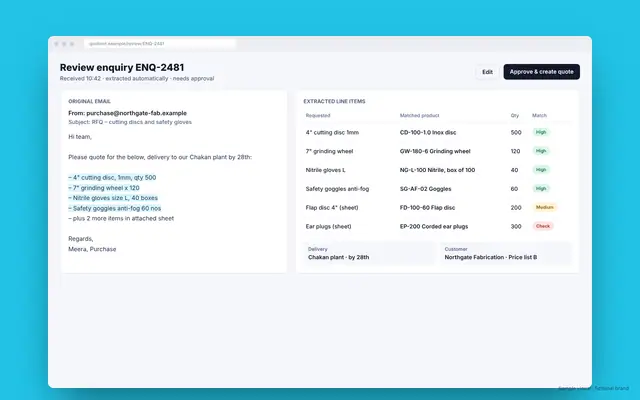 Review enquiry ENQ-2481
Received 10:42 · extracted automatically · needs approval
Edit
Approve & create quote
ORIGINAL EMAIL
From: purchase@northgate-fab.example
Subject: RFQ – cutting discs and safety gloves
Hi team,
Please quote for the below, delivery to our Chakan plant by 28th:
– 4" cutting disc, 1mm, qty 500
– 7" grinding wheel x 120
– Nitrile gloves size L, 40 boxes
– Safety goggles anti-fog 60 nos
– plus 2 more items in attached sheet
Regards,
Meera, Purchase
EXTRACTED LINE ITEMS
Requested Matched product Qty Match
4" cutting disc 1mm CD-100-1.0 Inox disc 500 High
7" grinding wheel GW-180-6 Grinding wheel 120 High
Nitrile gloves L NG-L-100 Nitrile, box of 100 40 High
Safety goggles anti-fog SG-AF-02 Goggles 60 High
Flap disc 4" (sheet) FD-100-60 Flap disc 200 Medium
Ear plugs (sheet) EP-200 Corded ear plugs 300 Check
Delivery
Chakan plant · by 28th
Customer
Northgate Fabrication · Price list B